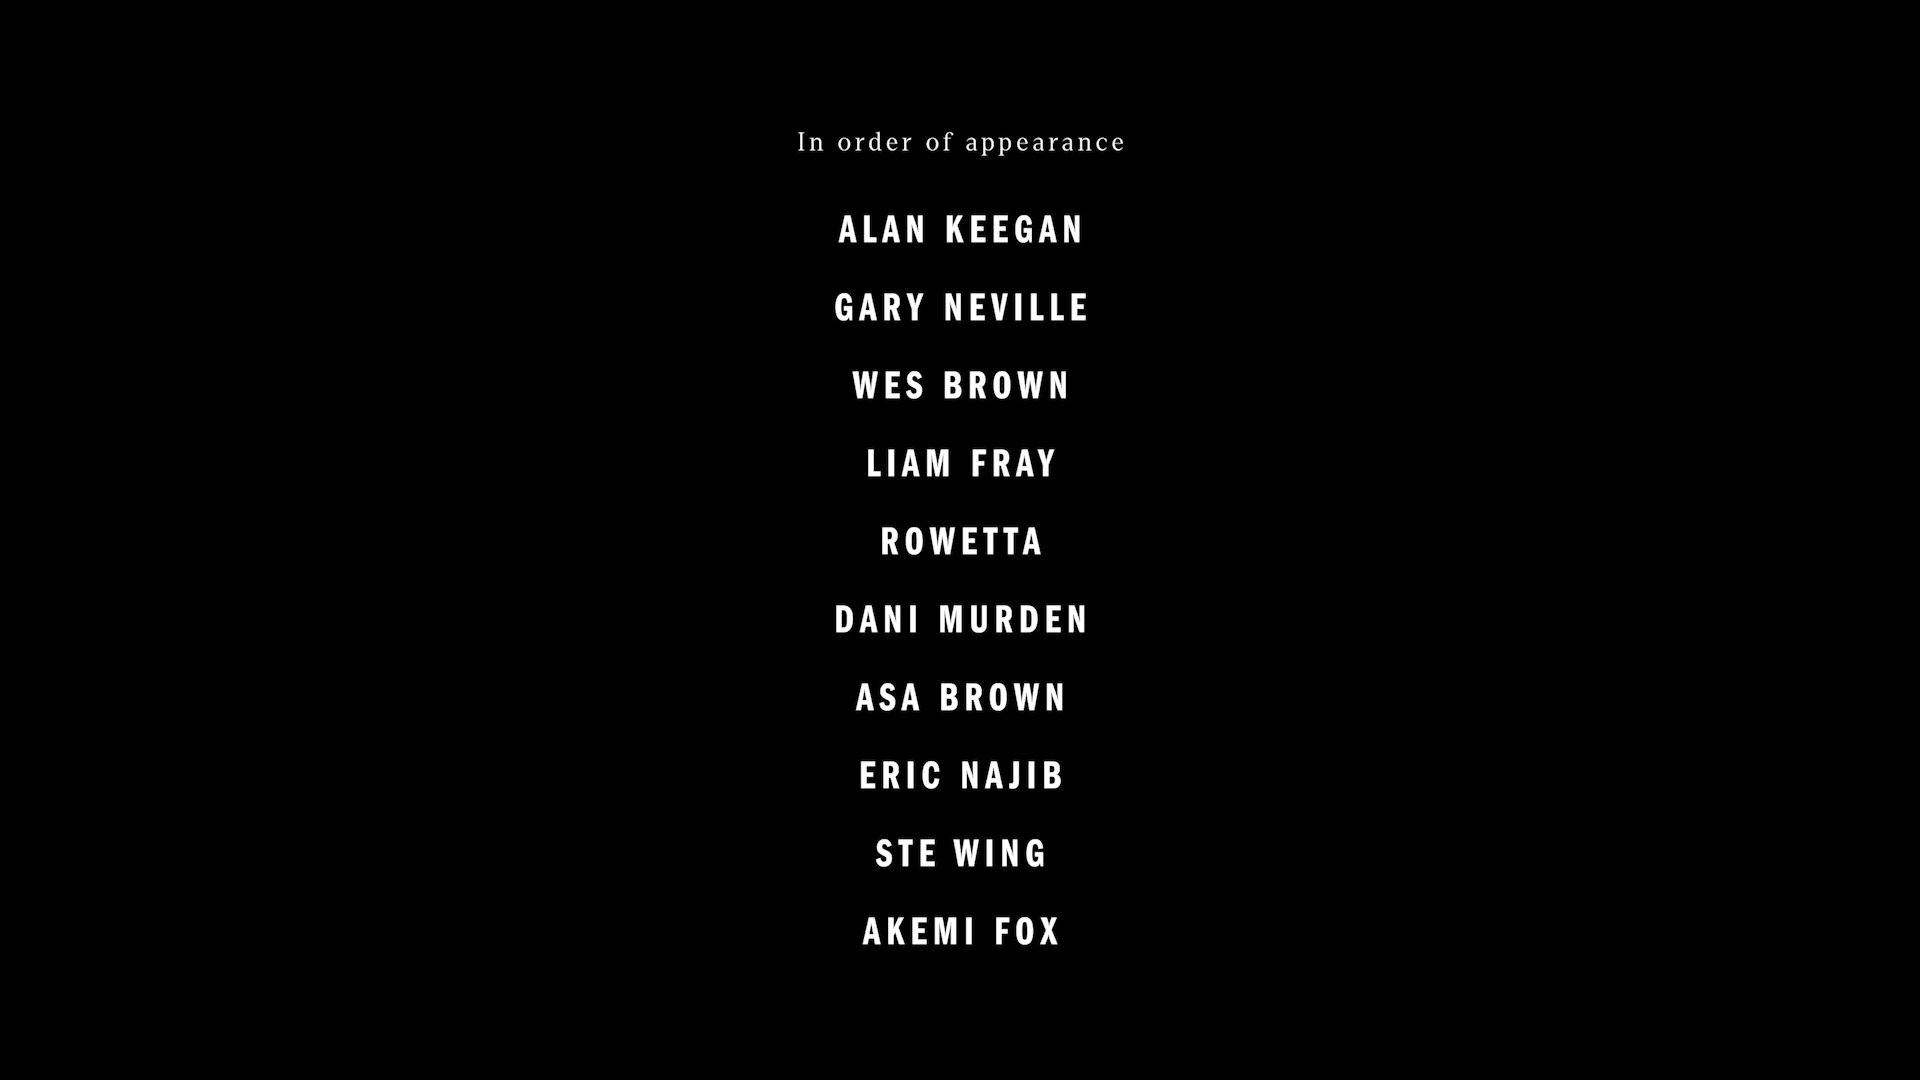 In order of appearance
ALAN KEEGAN
GARY NEVILLE
WES BROWN
LIAM FRAY
ROWETTA
DANI MURDEN
ASA BROWN
ERIC NAJIB
STE WING
AKEMI FOX